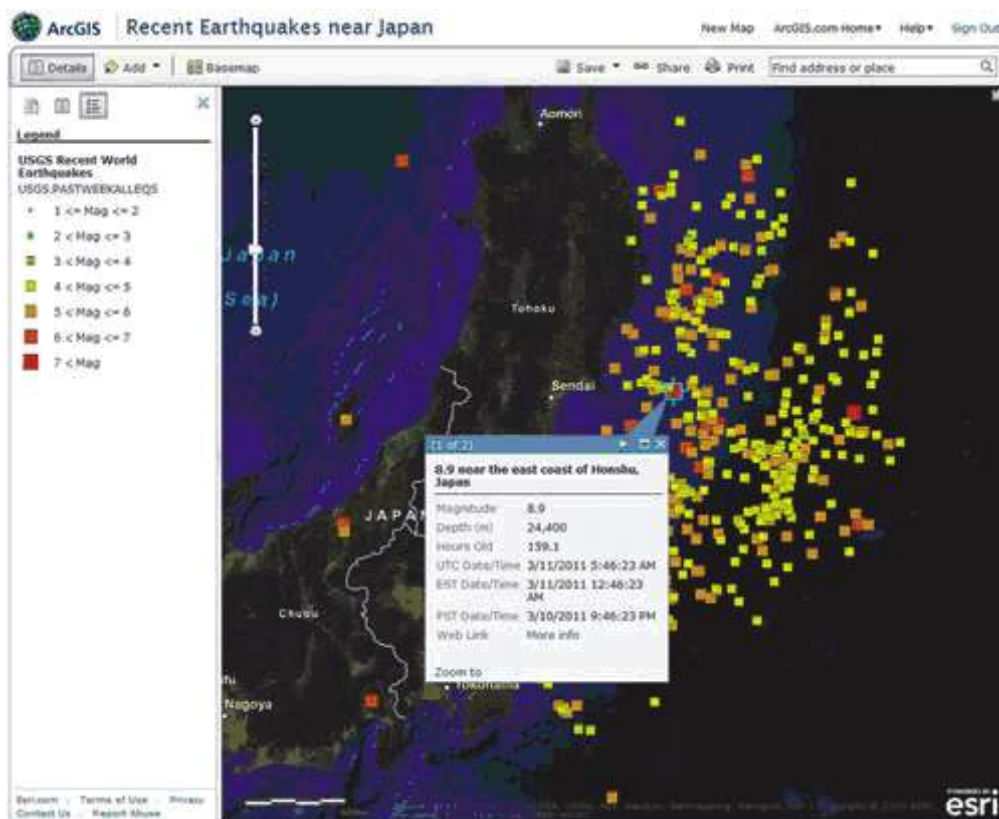 ArcGIS Recent Earthquakes near Japan
New Map ArcGIS.com Home Help Sign Out
Details Add Basemap
Save Share Print Find address or place
Legend
USGS Recent World
Earthquakes
USGS.PASTWEEKALLEQS
1 <= Mag <= 2
2 < Mag <= 3
3 < Mag <= 4
4 < Mag <= 5
5 < Mag <= 6
6 < Mag <= 7
7 < Mag
Aomori
Japan
Sea)
Tohoku
Sendai
JAPAN
Chubu
Nagoya
Yokohama
(1 of 2)
8.9 near the east coast of Honshu,
Japan
Magnitude 8.9
Depth (m) 24,400
Hours Old 159.1
UTC Date/Time 3/11/2011 5:46:23 AM
EST Date/Time 3/11/2011 12:46:23
AM
PST Date/Time 3/10/2011 9:46:23 PM
Web Link More info
Zoom to
Esri.com . Terms of Use . Privacy
Contact Us . Report Abuse
POWERED BY
esri